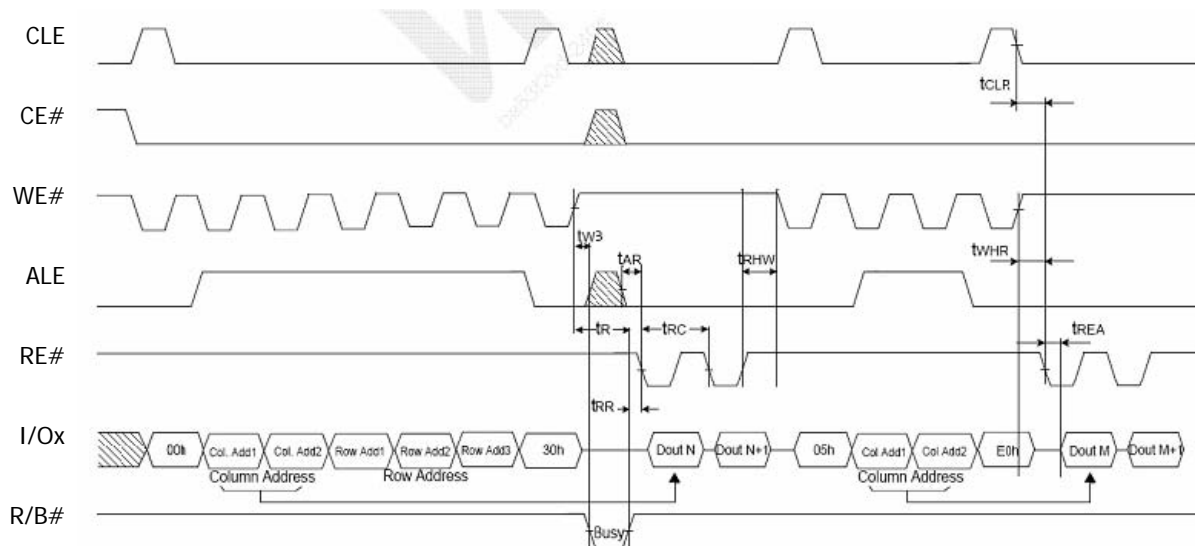 CLE
tCLR
CE#
WE#
tWB
tAR
tRHW
tWHR
ALE
tR
tRC
tREA
RE#
tRR
I/Ox
00h
Col. Add1
Col. Add2
Row Add1
Row Add2
Row Add3
30h
Dout N
Dout N+1
05h
Col Add1
Col Add2
E0h
Dout M
Dout M+1
Column Address
Row Address
Column Address
R/B#
Busy